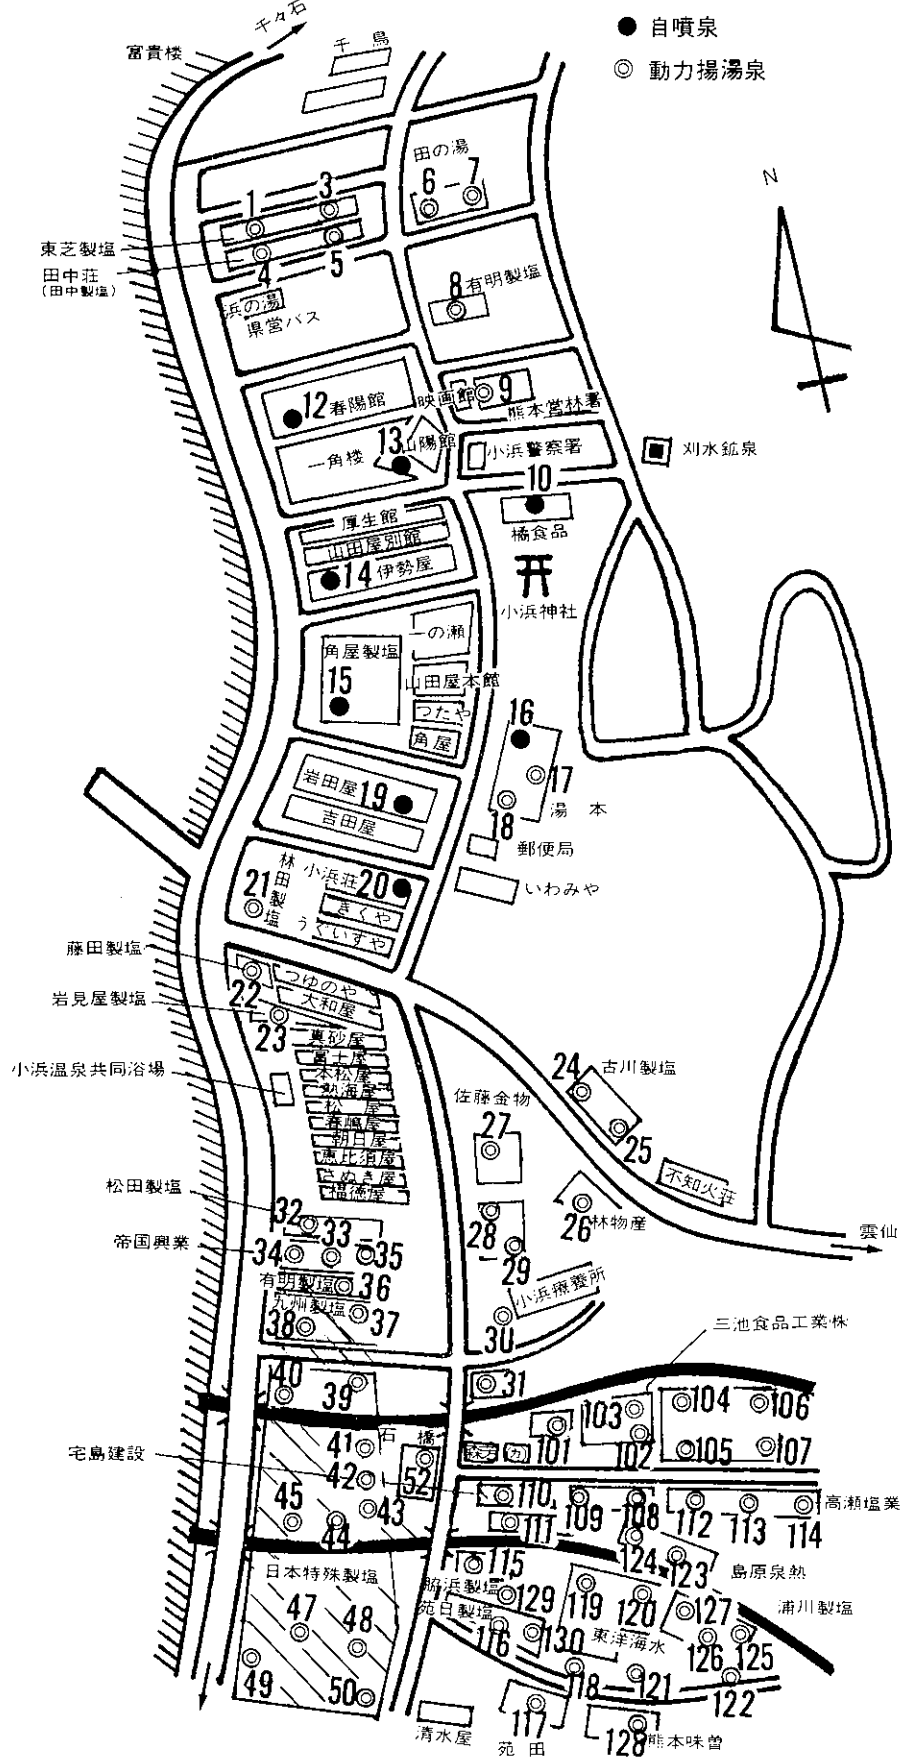 千々石
● 自噴泉
富貴楼
千鳥
◎ 動力揚湯泉
田の湯
6 7
1 3
N
東芝製塩
田中荘
(田中製塩)
4 5
浜の湯
県営バス
8 有明製塩
映画館 9
熊本営林署
12 春陽館
13 山陽館
一角楼
小浜警察署
刈水鉱泉
10
橘食品
厚生館
山田屋別館
14 伊勢屋
小浜神社
一の瀬
角屋製塩
15
山田屋本館
つたや
角屋
16
17
湯本
18
岩田屋 19
吉田屋
郵便局
いわみや
林田製塩
21
小浜荘 20
きくや
うぐいすや
藤田製塩
22
つゆのや
大和屋
岩見屋製塩
23
真砂屋
富士屋
本松屋
熱海屋
松屋
春嶋屋
朝日屋
恵比須屋
さぬき屋
福徳屋
小浜温泉共同浴場
24 古川製塩
25
佐藤金物
27
不知火荘
26 林物産
雲仙
松田製塩
32 33
28
29
帝国興業
34 35
有明製塩 36
九州製塩
38 37
小浜療養所
30
三池食品工業株
40 39
31
103 104 106
石橋
101 102 105 107
宅島建設
41
42
43
45
44
52
110 109 108 112 113 114
高瀬塩業
111
124 123
島原泉熱
115
日本特殊製塩
脇浜製塩
129 119 120 127
浦川製塩
苑田製塩
47 48
116 130
東洋海水
126 125
49 50
118 121 122
清水屋
117
苑田
128 熊本味噌